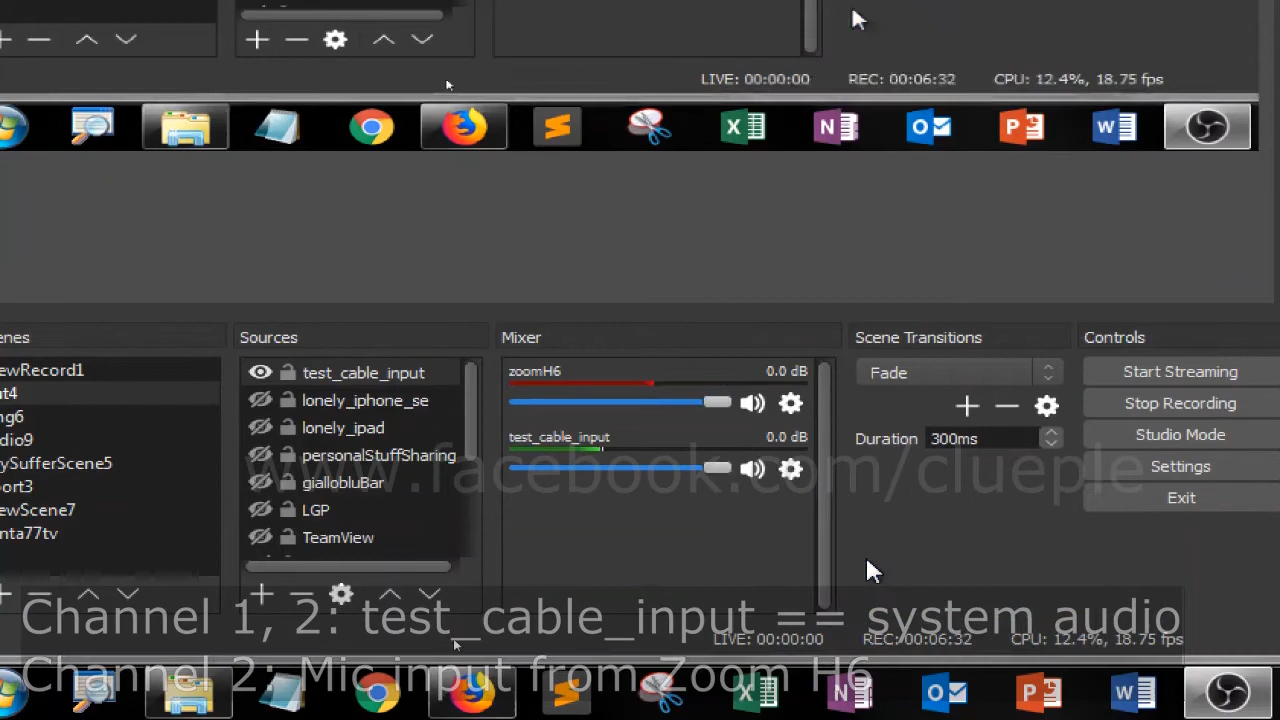 LIVE: 00:00:00 REC: 00:06:32 CPU: 12.4%, 18.75 fps
enes
ewRecord1
nt4
ng6
dio9
ySufferScene5
port3
ewScene7
nta77tv
Sources
test_cable_input
lonely_iphone_se
lonely_ipad
personalStuffSharing
giallobluBar
LGP
TeamView
Mixer
zoomH6 0.0 dB
test_cable_input 0.0 dB
Scene Transitions
Fade
Duration 300ms
Controls
Start Streaming
Stop Recording
Studio Mode
Settings
Exit
www.facebook.com/clueple
Channel 1, 2: test_cable_input == system audio
LIVE: 00:00:00 REC: 00:06:32 CPU: 12.4%, 18.75 fps
Channel 2: Mic input from Zoom H6